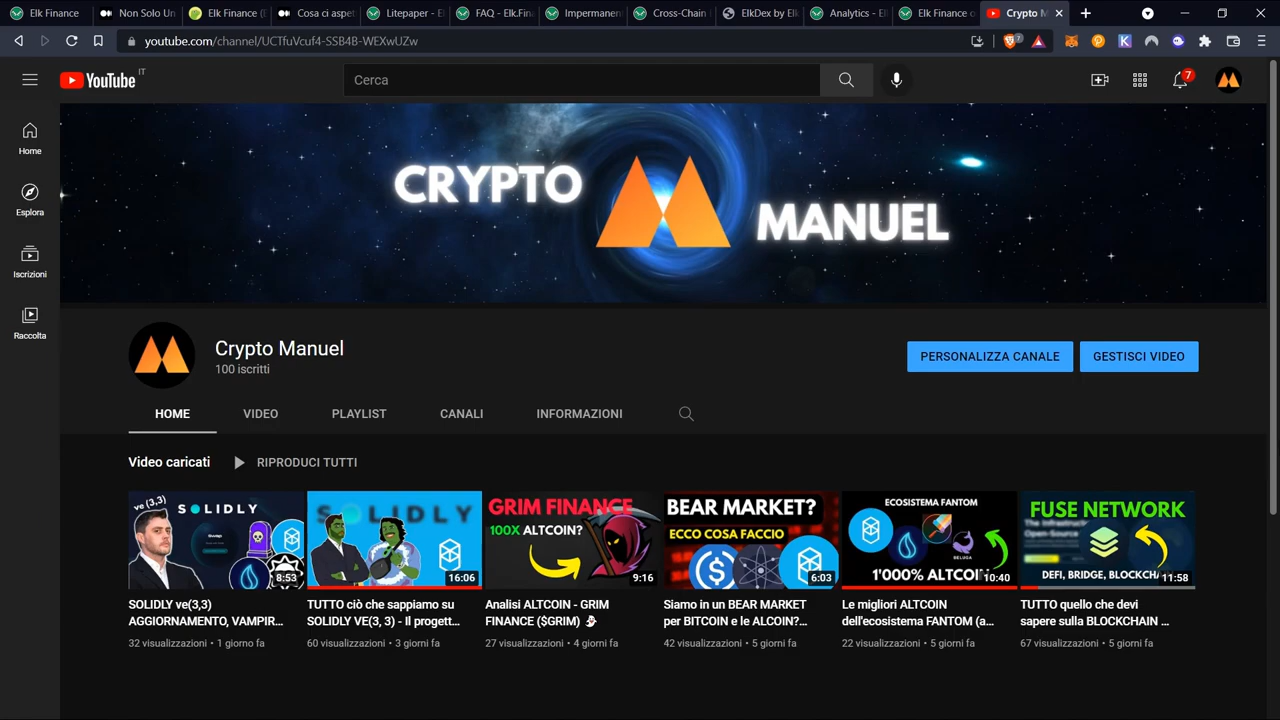 Elk Finance
Non Solo Un
Elk Finance (E
Cosa ci aspet
Litepaper - E
FAQ - Elk.Fina
Impermanen
Cross-Chain
ElkDex by Elk
Analytics - Elk
Elk Finance o
Crypto M
youtube.com/channel/UCTfuVcuf4-SSB4B-WEXwUZw
7
YouTube IT
Cerca
7
Home
Esplora
Iscrizioni
Raccolta
CRYPTO
MANUEL
Crypto Manuel
100 iscritti
PERSONALIZZA CANALE
GESTISCI VIDEO
HOME
VIDEO
PLAYLIST
CANALI
INFORMAZIONI
Video caricati
RIPRODUCI TUTTI
ve(3,3)
SOLIDLY
8:53
SOLIDLY
16:06
GRIM FINANCE
100X ALTCOIN?
9:16
BEAR MARKET?
ECCO COSA FACCIO
6:03
ECOSISTEMA FANTOM
BELUGA
1'000% ALTCOIN
10:40
FUSE NETWORK
DEFI, BRIDGE, BLOCKCHA
11:58
SOLIDLY ve(3,3)
AGGIORNAMENTO, VAMPIR...
32 visualizzazioni • 1 giorno fa
TUTTO ciò che sappiamo su
SOLIDLY VE(3, 3) - Il progett...
60 visualizzazioni • 3 giorni fa
Analisi ALTCOIN - GRIM
FINANCE ($GRIM) 👻
27 visualizzazioni • 4 giorni fa
Siamo in un BEAR MARKET
per BITCOIN e le ALCOIN?...
42 visualizzazioni • 5 giorni fa
Le migliori ALTCOIN
dell'ecosistema FANTOM (a...
22 visualizzazioni • 5 giorni fa
TUTTO quello che devi
sapere sulla BLOCKCHAIN ...
67 visualizzazioni • 5 giorni fa